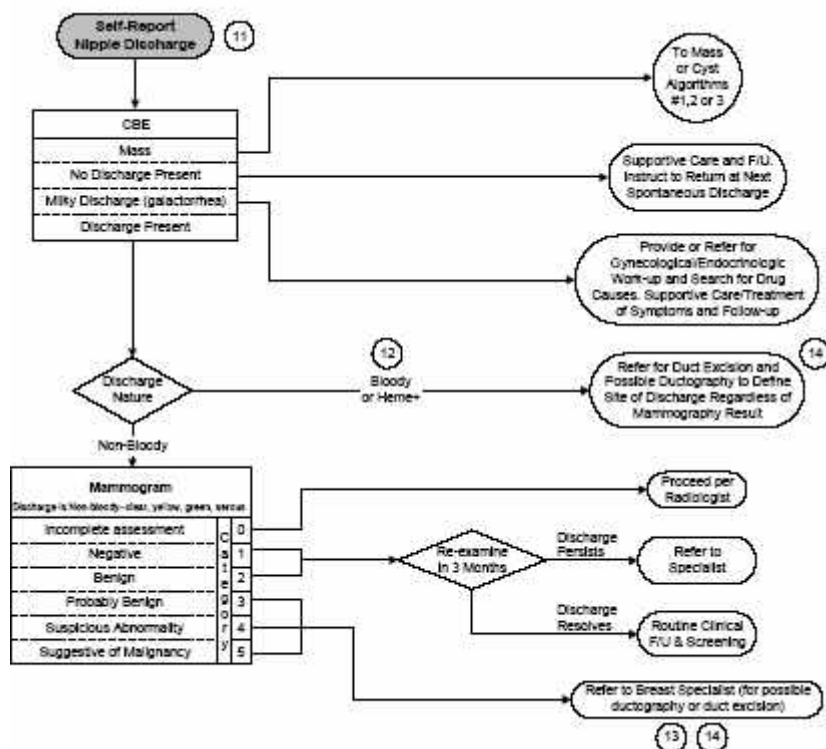 Self-Report
Nipple Discharge
11
To Mass
or Cyst
Algorithms
#1,2 or 3
CBE
Mass
No Discharge Present
Milky Discharge (galactorrhea)
Discharge Present
Supportive Care and F/U.
Instruct to Return at Next
Spontaneous Discharge
Provide or Refer for
Gynecological/Endocrinologic
Work-up and Search for Drug
Causes. Supportive Care/Treatment
of Symptoms and Follow-up
Discharge
Nature
12
Bloody
or Heme+
14
Refer for Duct Excision and
Possible Ductography to Define
Site of Discharge Regardless of
Mammography Result
Non-Bloody
Mammogram
Discharge is Non-bloody--clear, yellow, green, serous
Category
Incomplete assessment 0
Negative 1
Benign 2
Probably Benign 3
Suspicious Abnormality 4
Suggestive of Malignancy 5
Proceed per
Radiologist
Re-examine
in 3 Months
Discharge
Persists
Refer to
Specialist
Discharge
Resolves
Routine Clinical
F/U & Screening
Refer to Breast Specialist (for possible
ductography or duct excision)
13 14